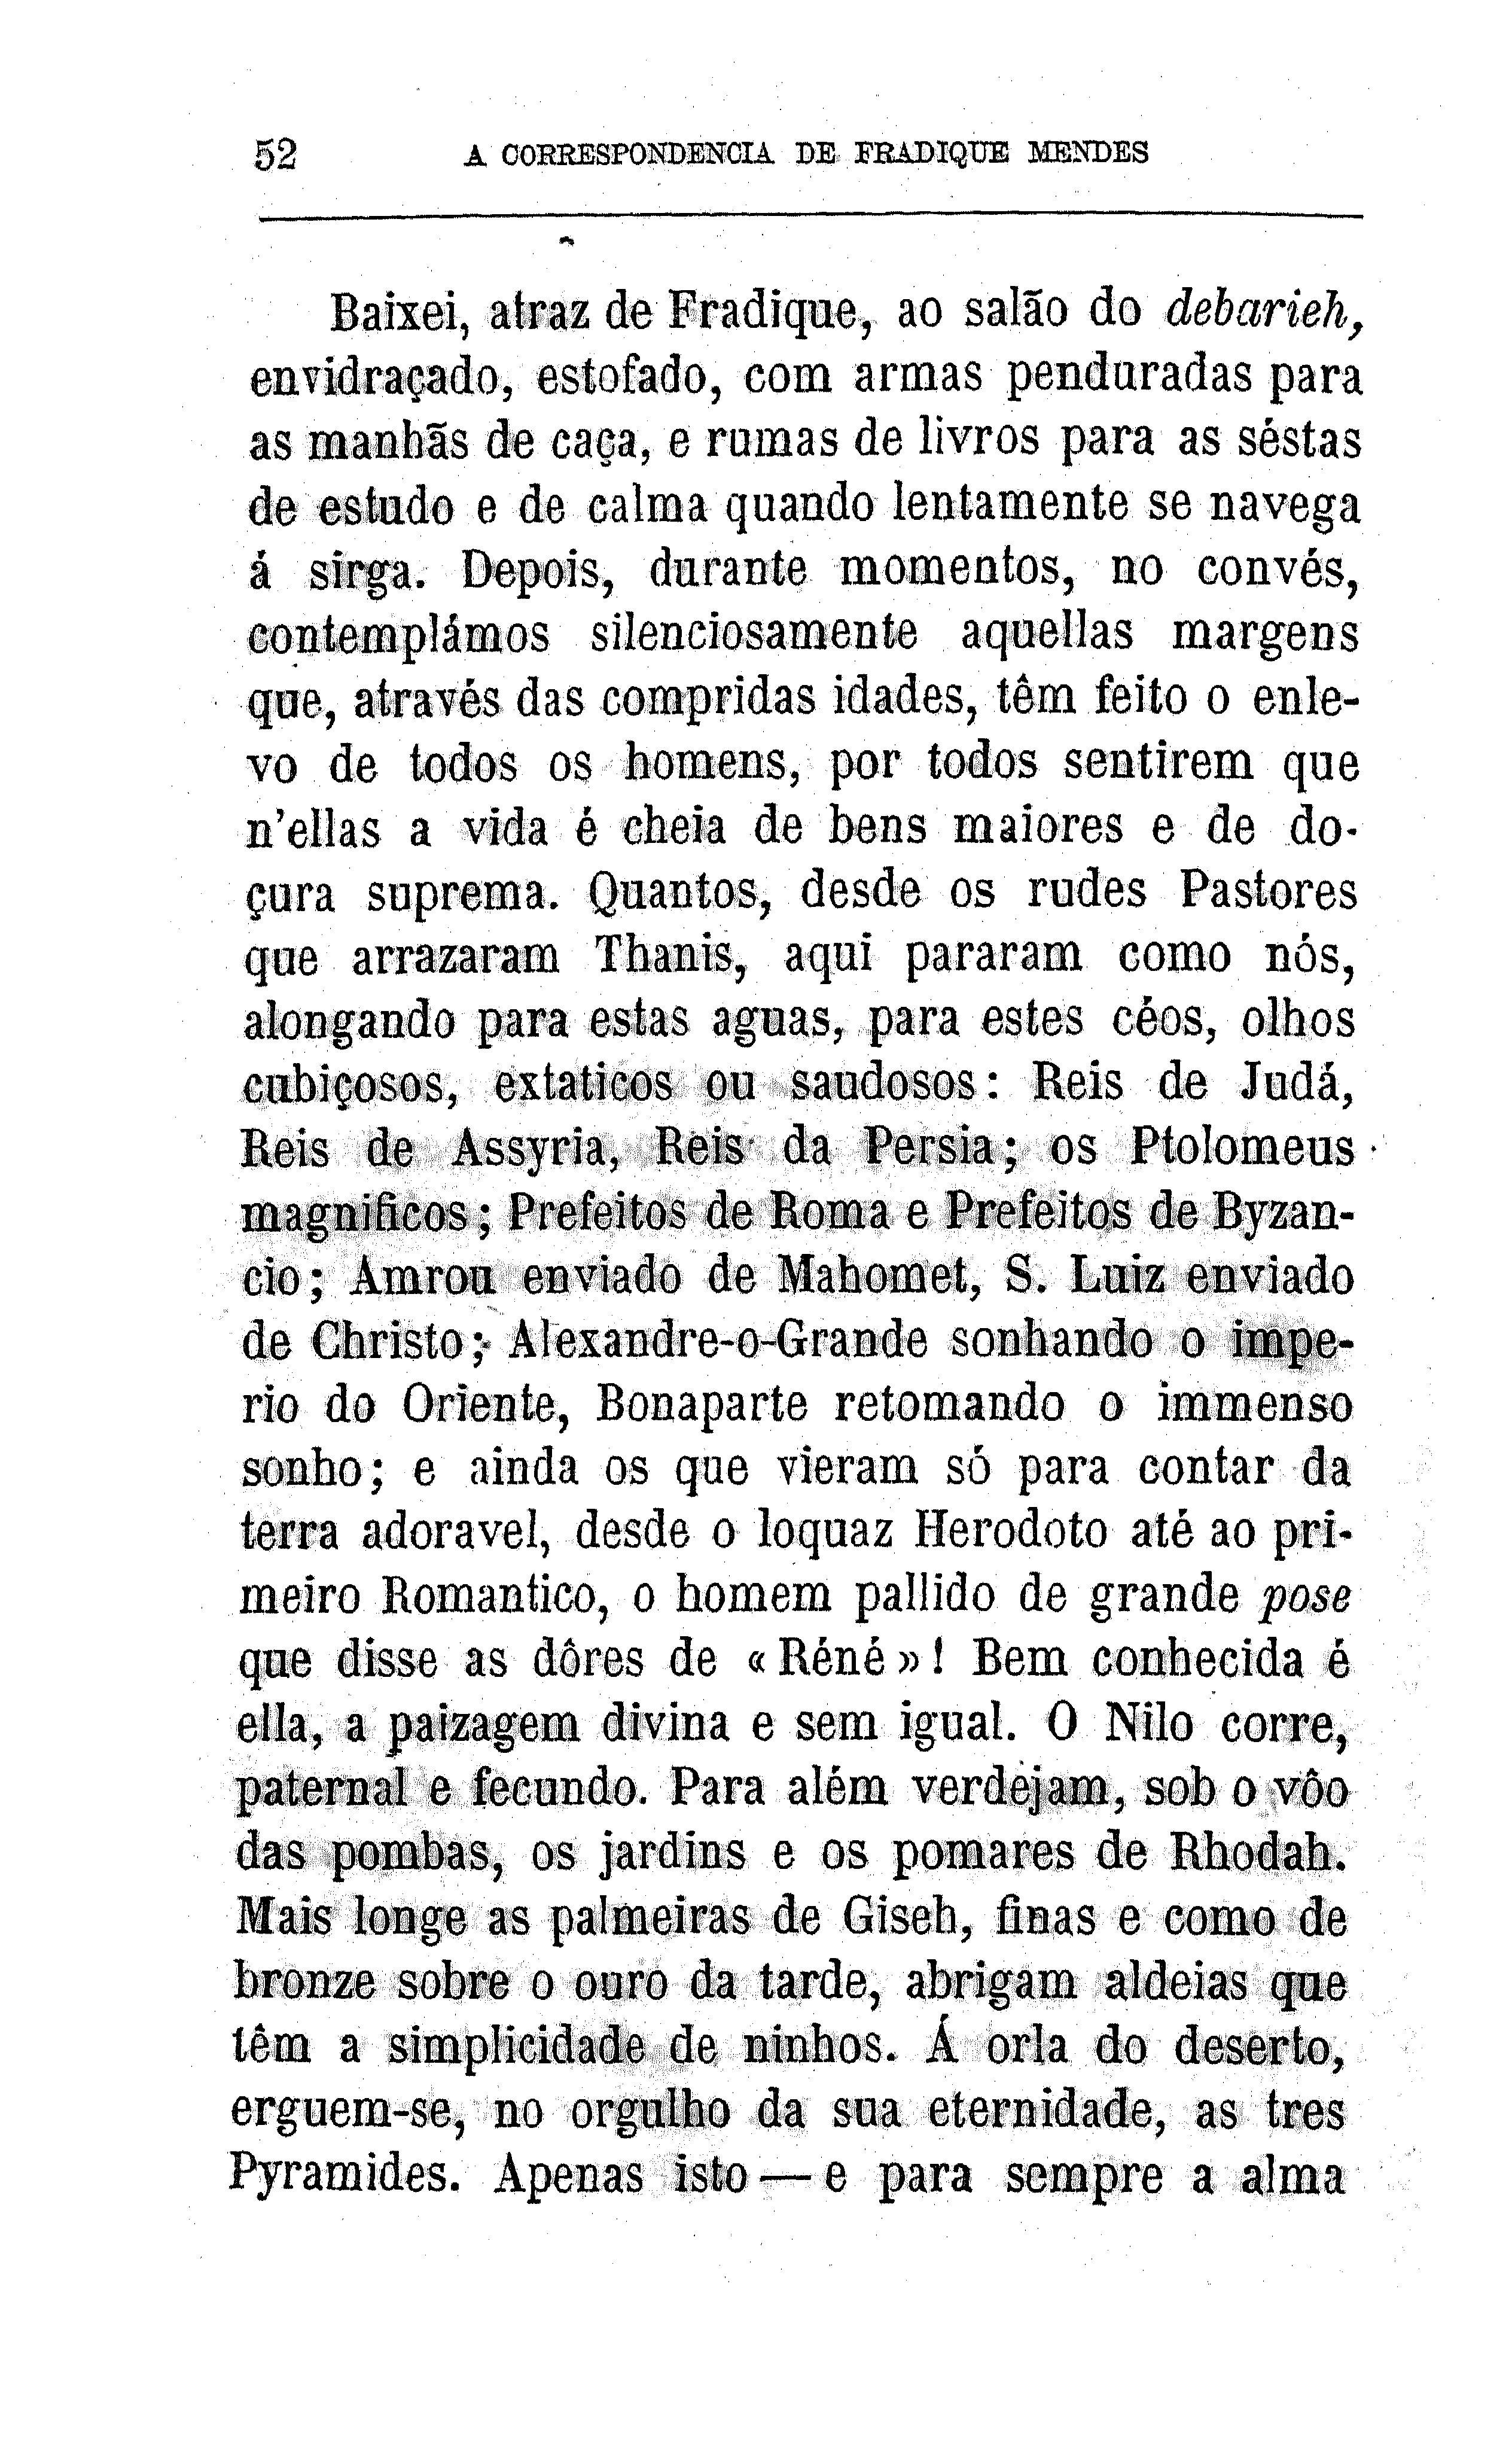 52 A CORRESPONDENCIA DE FRADIQUE MENDES
Baixei, atraz de Fradique, ao salão do debarieh,
envidraçado, estofado, com armas penduradas para
as manhãs de caça, e rumas de livros para as séstas
de estudo e de calma quando lentamente se navega
á sirga. Depois, durante momentos, no convés,
contemplámos silenciosamente aquellas margens
que, através das compridas idades, têm feito o enle-
vo de todos os homens, por todos sentirem que
n'ellas a vida é cheia de bens maiores e de do-
çura suprema. Quantos, desde os rudes Pastores
que arrazaram Thanis, aqui pararam como nós,
alongando para estas aguas, para estes céos, olhos
cubiçosos, extaticos ou saudosos: Reis de Judá,
Reis de Assyria, Reis da Persia; os Ptolomeus
magnificos; Prefeitos de Roma e Prefeitos de Byzan-
cio; Amrou enviado de Mahomet, S. Luiz enviado
de Christo; Alexandre-o-Grande sonhando o impe-
rio do Oriente, Bonaparte retomando o immenso
sonho; e ainda os que vieram só para contar da
terra adoravel, desde o loquaz Herodoto até ao pri-
meiro Romantico, o homem pallido de grande pose
que disse as dôres de «Réné»! Bem conhecida é
ella, a paizagem divina e sem igual. O Nilo corre,
paternal e fecundo. Para além verdejam, sob o vôo
das pombas, os jardins e os pomares de Rhodah.
Mais longe as palmeiras de Giseh, finas e como de
bronze sobre o ouro da tarde, abrigam aldeias que
têm a simplicidade de ninhos. Á orla do deserto,
erguem-se, no orgulho da sua eternidade, as tres
Pyramides. Apenas isto — e para sempre a alma